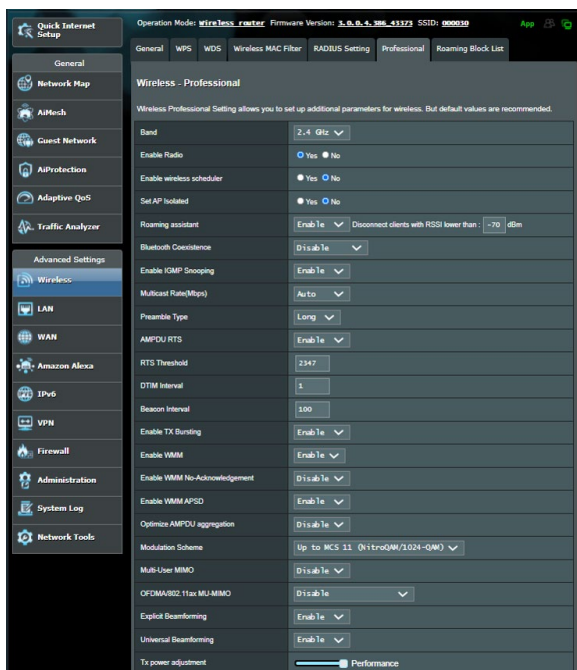 Quick Internet Setup
Operation Mode: Wireless router Firmware Version: 3.0.0.4.386_43373 SSID: 000030 App
General WPS WDS Wireless MAC Filter RADIUS Setting Professional Roaming Block List
General
Network Map
AiMesh
Guest Network
AiProtection
Adaptive QoS
Traffic Analyzer
Advanced Settings
Wireless
LAN
WAN
Amazon Alexa
IPv6
VPN
Firewall
Administration
System Log
Network Tools
Wireless - Professional
Wireless Professional Setting allows you to set up additional parameters for wireless. But default values are recommended.
Band 2.4 GHz
Enable Radio Yes No
Enable wireless scheduler Yes No
Set AP Isolated Yes No
Roaming assistant Enable Disconnect clients with RSSI lower than : -70 dBm
Bluetooth Coexistence Disable
Enable IGMP Snooping Enable
Multicast Rate(Mbps) Auto
Preamble Type Long
AMPDU RTS Enable
RTS Threshold 2347
DTIM Interval 1
Beacon Interval 100
Enable TX Bursting Enable
Enable WMM Enable
Enable WMM No-Acknowledgement Disable
Enable WMM APSD Enable
Optimize AMPDU aggregation Disable
Modulation Scheme Up to MCS 11 (NitroQAM/1024-QAM)
Multi-User MIMO Disable
OFDMA/802.11ax MU-MIMO Disable
Explicit Beamforming Enable
Universal Beamforming Enable
Tx power adjustment Performance